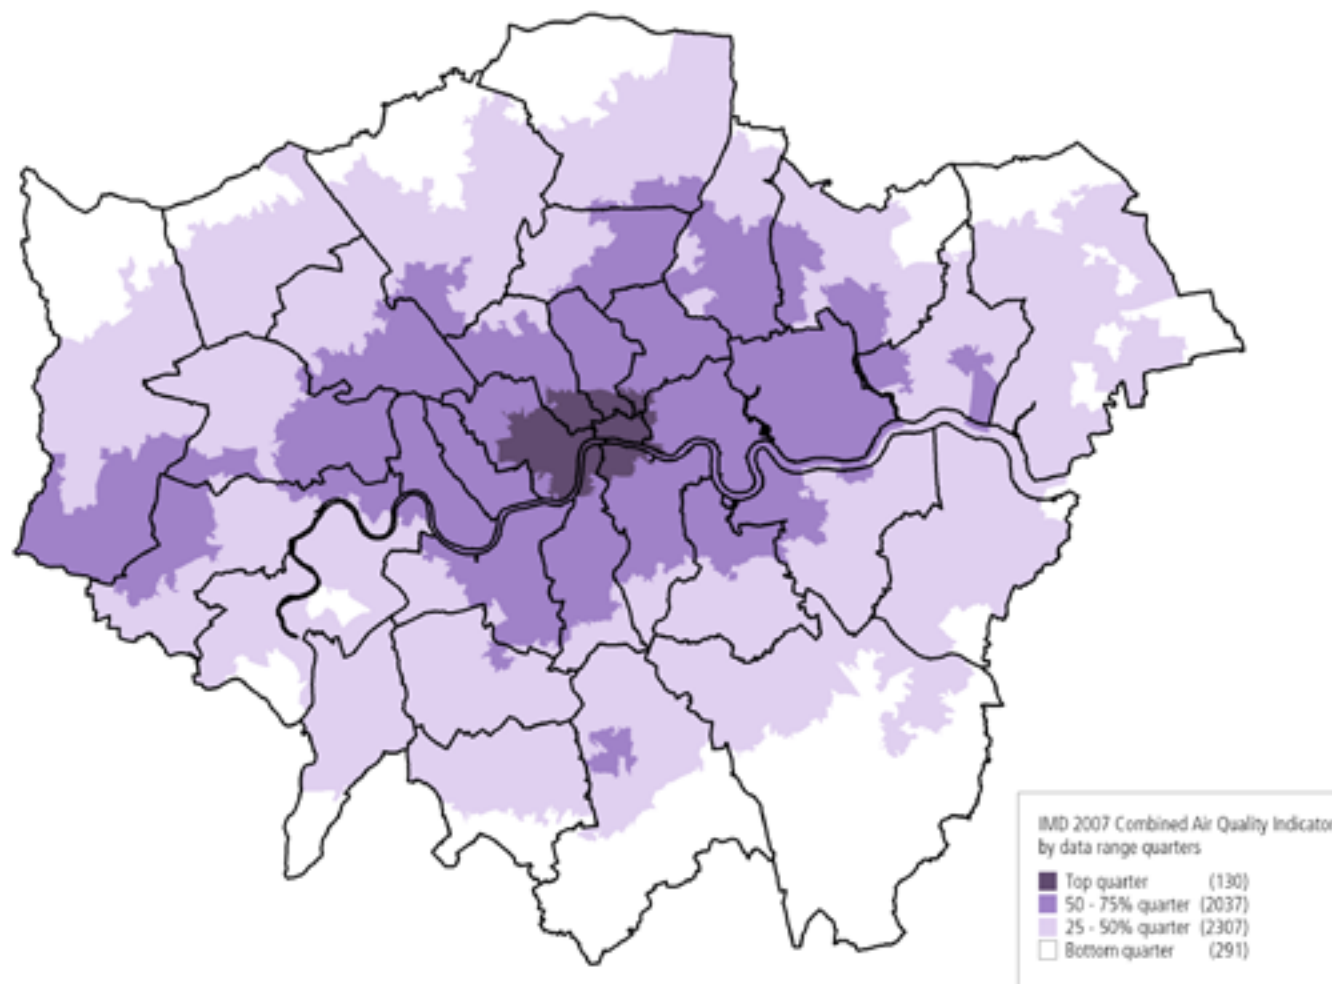 IMD 2007 Combined Air Quality Indicator
by data range quarters
Top quarter (130)
50 - 75% quarter (2037)
25 - 50% quarter (2307)
Bottom quarter (291)